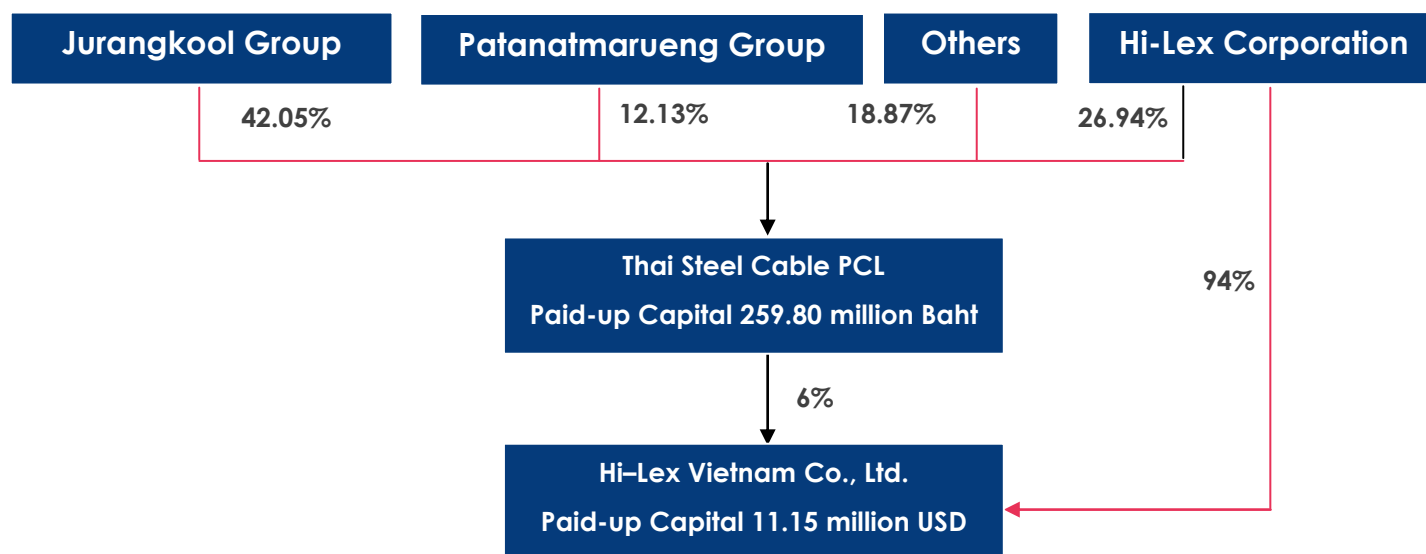 Jurangkool Group
Patanatmarueng Group
Others
Hi-Lex Corporation
42.05%
12.13%
18.87%
26.94%
Thai Steel Cable PCL
Paid-up Capital 259.80 million Baht
94%
6%
Hi–Lex Vietnam Co., Ltd.
Paid-up Capital 11.15 million USD